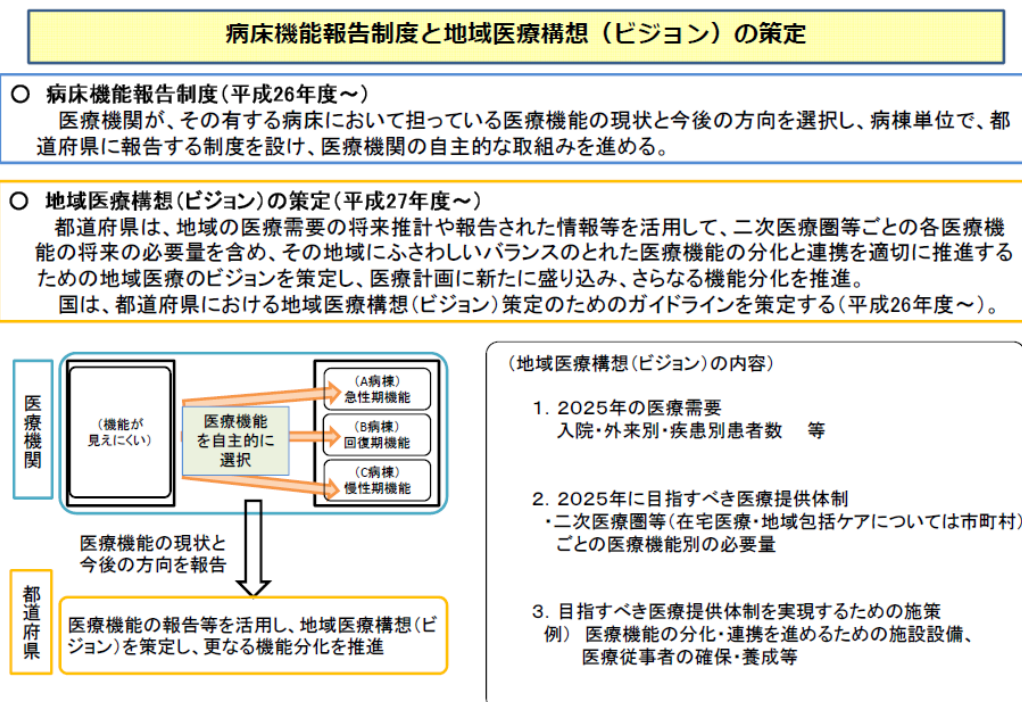 病床機能報告制度と地域医療構想（ビジョン）の策定
○ 病床機能報告制度（平成26年度～）
医療機関が、その有する病床において担っている医療機能の現状と今後の方向を選択し、病棟単位で、都
道府県に報告する制度を設け、医療機関の自主的な取組みを進める。
○ 地域医療構想（ビジョン）の策定（平成27年度～）
都道府県は、地域の医療需要の将来推計や報告された情報等を活用して、二次医療圏等ごとの各医療機
能の将来の必要量を含め、その地域にふさわしいバランスのとれた医療機能の分化と連携を適切に推進する
ための地域医療のビジョンを策定し、医療計画に新たに盛り込み、さらなる機能分化を推進。
国は、都道府県における地域医療構想（ビジョン）策定のためのガイドラインを策定する（平成26年度～）。
医療機関
（機能が
見えにくい）
医療機能
を自主的に
選択
（A病棟）
急性期機能
（B病棟）
回復期機能
（C病棟）
慢性期機能
医療機能の現状と
今後の方向を報告
都道府県
医療機能の報告等を活用し、地域医療構想（ビ
ジョン）を策定し、更なる機能分化を推進
（地域医療構想（ビジョン）の内容）
1．2025年の医療需要
入院・外来別・疾患別患者数　等
2．2025年に目指すべき医療提供体制
・二次医療圏等（在宅医療・地域包括ケアについては市町村）
ごとの医療機能別の必要量
3．目指すべき医療提供体制を実現するための施策
例）　医療機能の分化・連携を進めるための施設設備、
医療従事者の確保・養成等